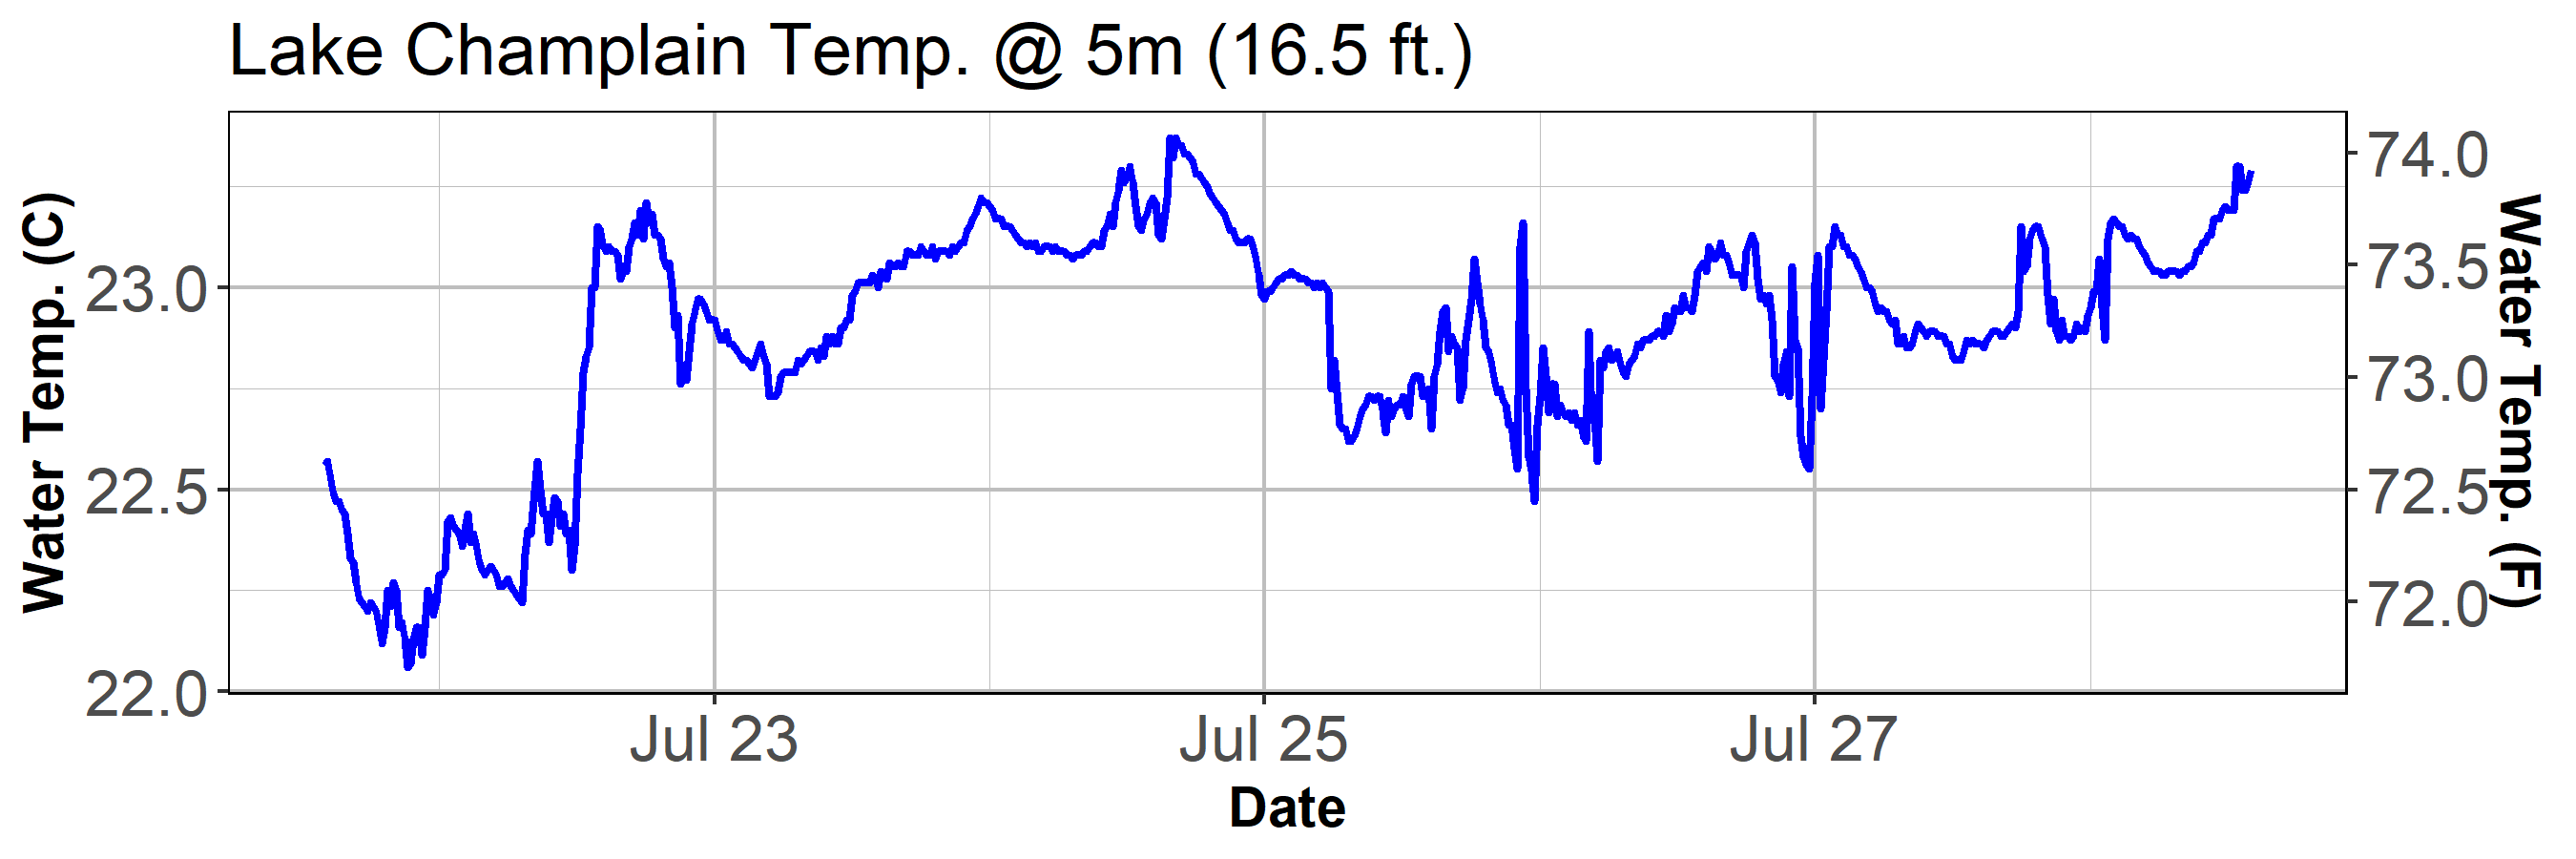 Lake Champlain Temp. @ 5m (16.5 ft.)
Water Temp. (C)
23.0
22.5
22.0
74.0
73.5
73.0
72.5
72.0
Water Temp. (F)
Jul 23
Jul 25
Jul 27
Date